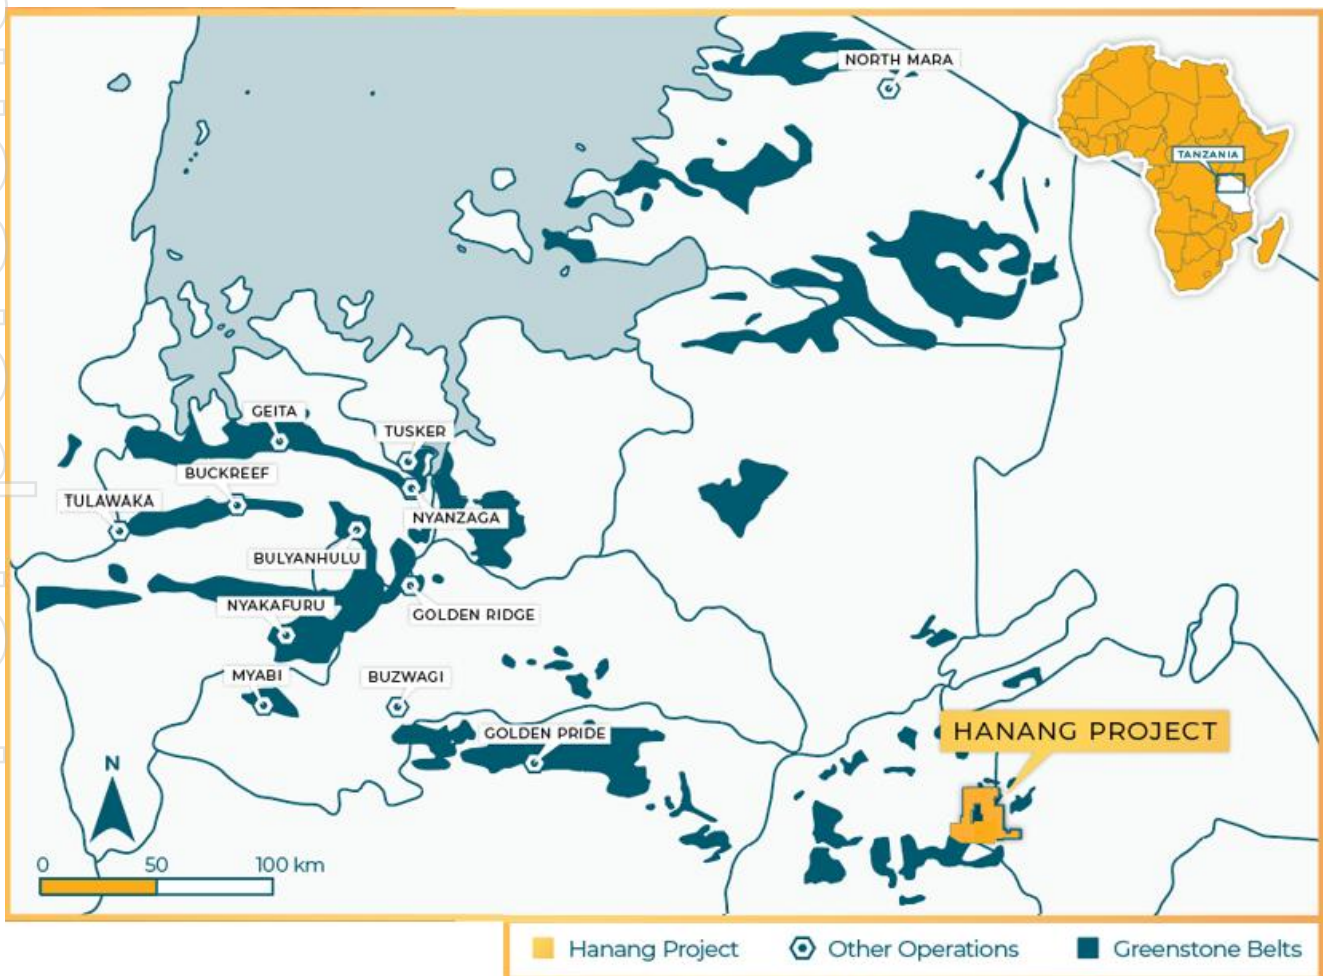 NORTH MARA
TANZANIA
GEITA
TUSKER
BUCKREEF
TULAWAKA
NYANZAGA
BULYANHULU
NYAKAFURU
GOLDEN RIDGE
MYABI
BUZWAGI
GOLDEN PRIDE
HANANG PROJECT
N
0 50 100 km
Hanang Project Other Operations Greenstone Belts